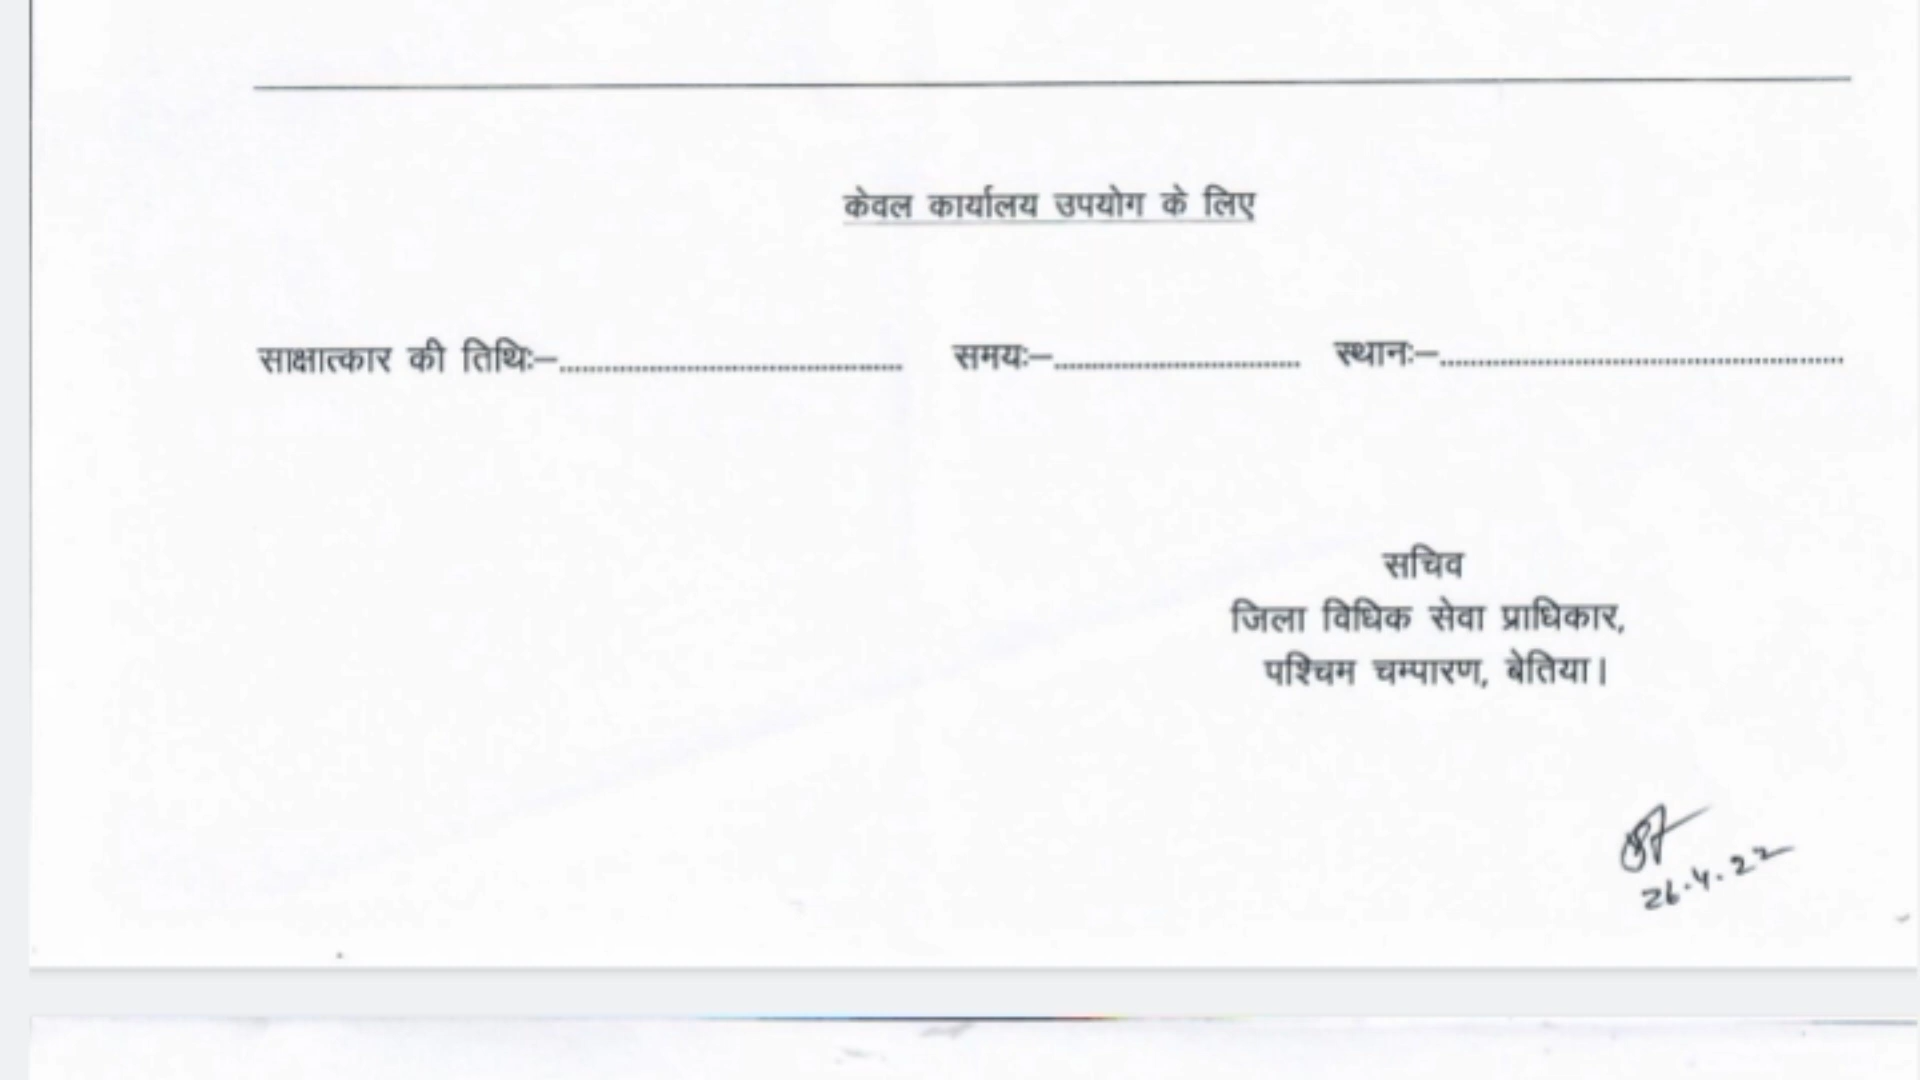 केवल कार्यालय उपयोग के लिए
साक्षात्कार की तिथिः–............................................. समयः–................................ स्थानः–.....................................................
सचिव
जिला विधिक सेवा प्राधिकार,
पश्चिम चम्पारण, बेतिया।
26.4.22